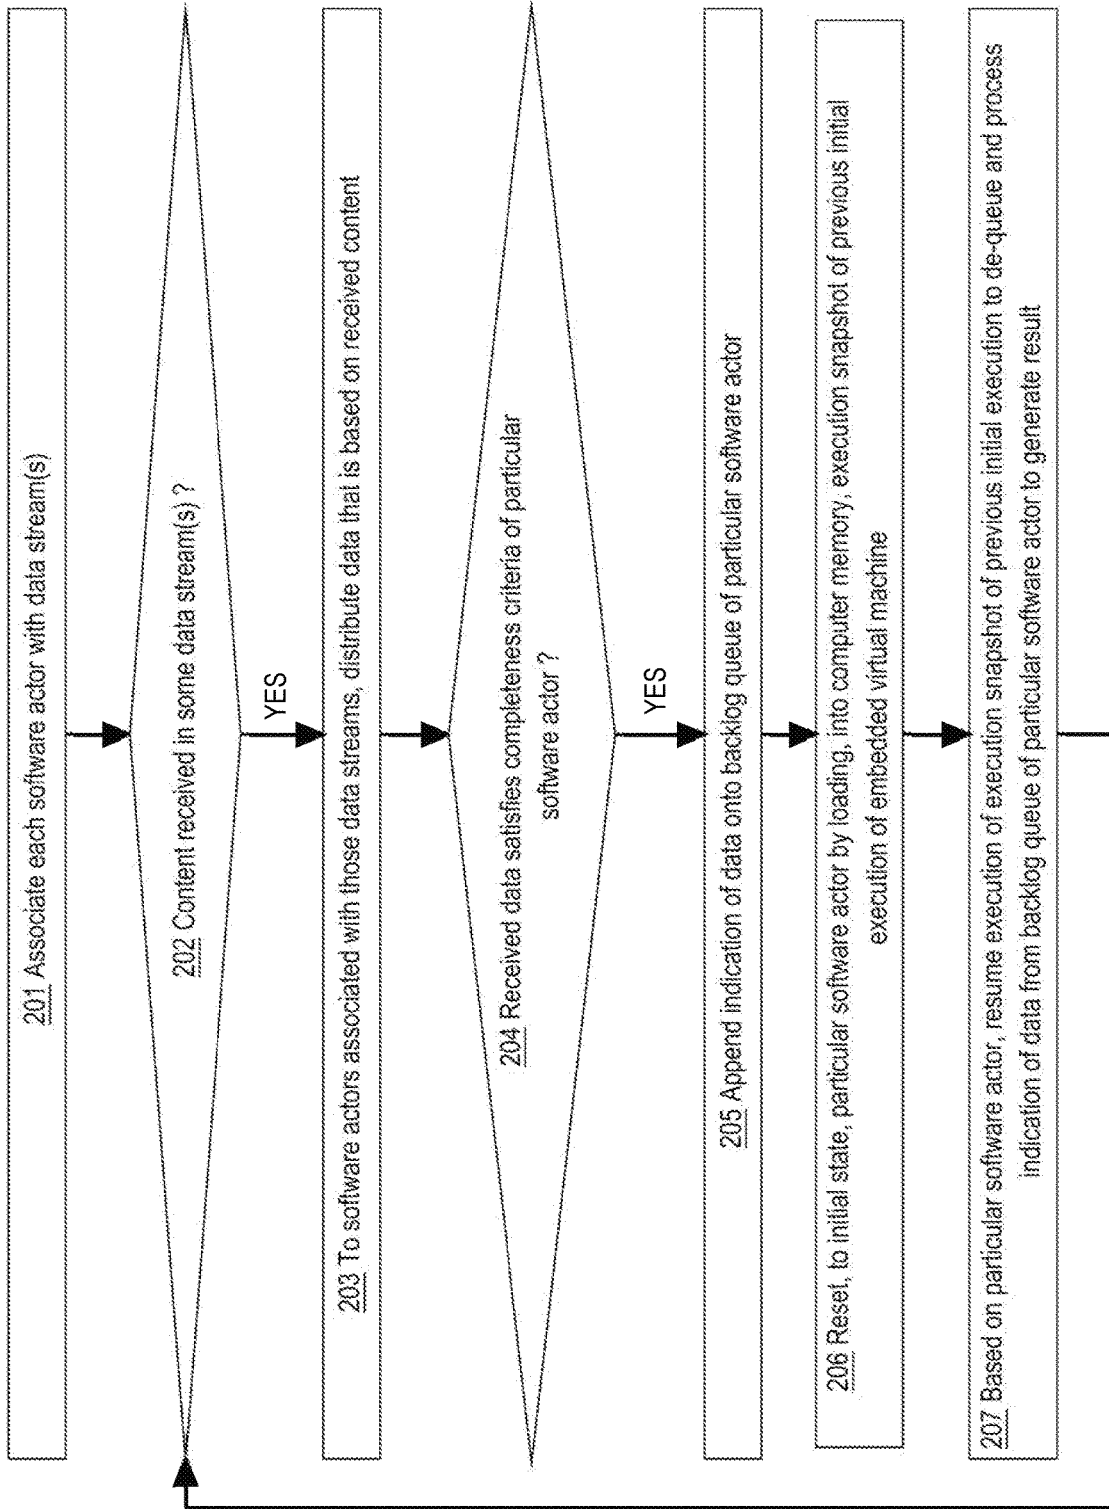 201 Associate each software actor with data stream(s)
202 Content received in some data stream(s) ?
YES
203 To software actors associated with those data streams, distribute data that is based on received content
204 Received data satisfies completeness criteria of particular
software actor ?
YES
205 Append indication of data onto backlog queue of particular software actor
206 Reset, to initial state, particular software actor by loading, into computer memory, execution snapshot of previous initial
execution of embedded virtual machine
207 Based on particular software actor, resume execution of execution snapshot of previous initial execution to de-queue and process
indication of data from backlog queue of particular software actor to generate result